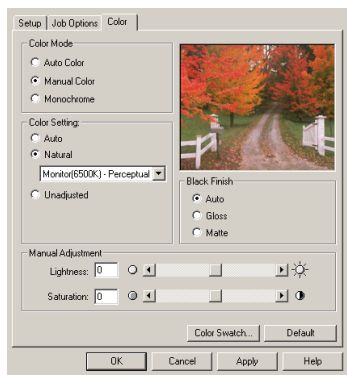 Setup Job Options Color
Color Mode
Auto Color
Manual Color
Monochrome
Color Setting:
Auto
Natural
Monitor(6500K) - Perceptual
Unadjusted
Black Finish
Auto
Gloss
Matte
Manual Adjustment
Lightness: 0
Saturation: 0
Color Swatch... Default
OK Cancel Apply Help